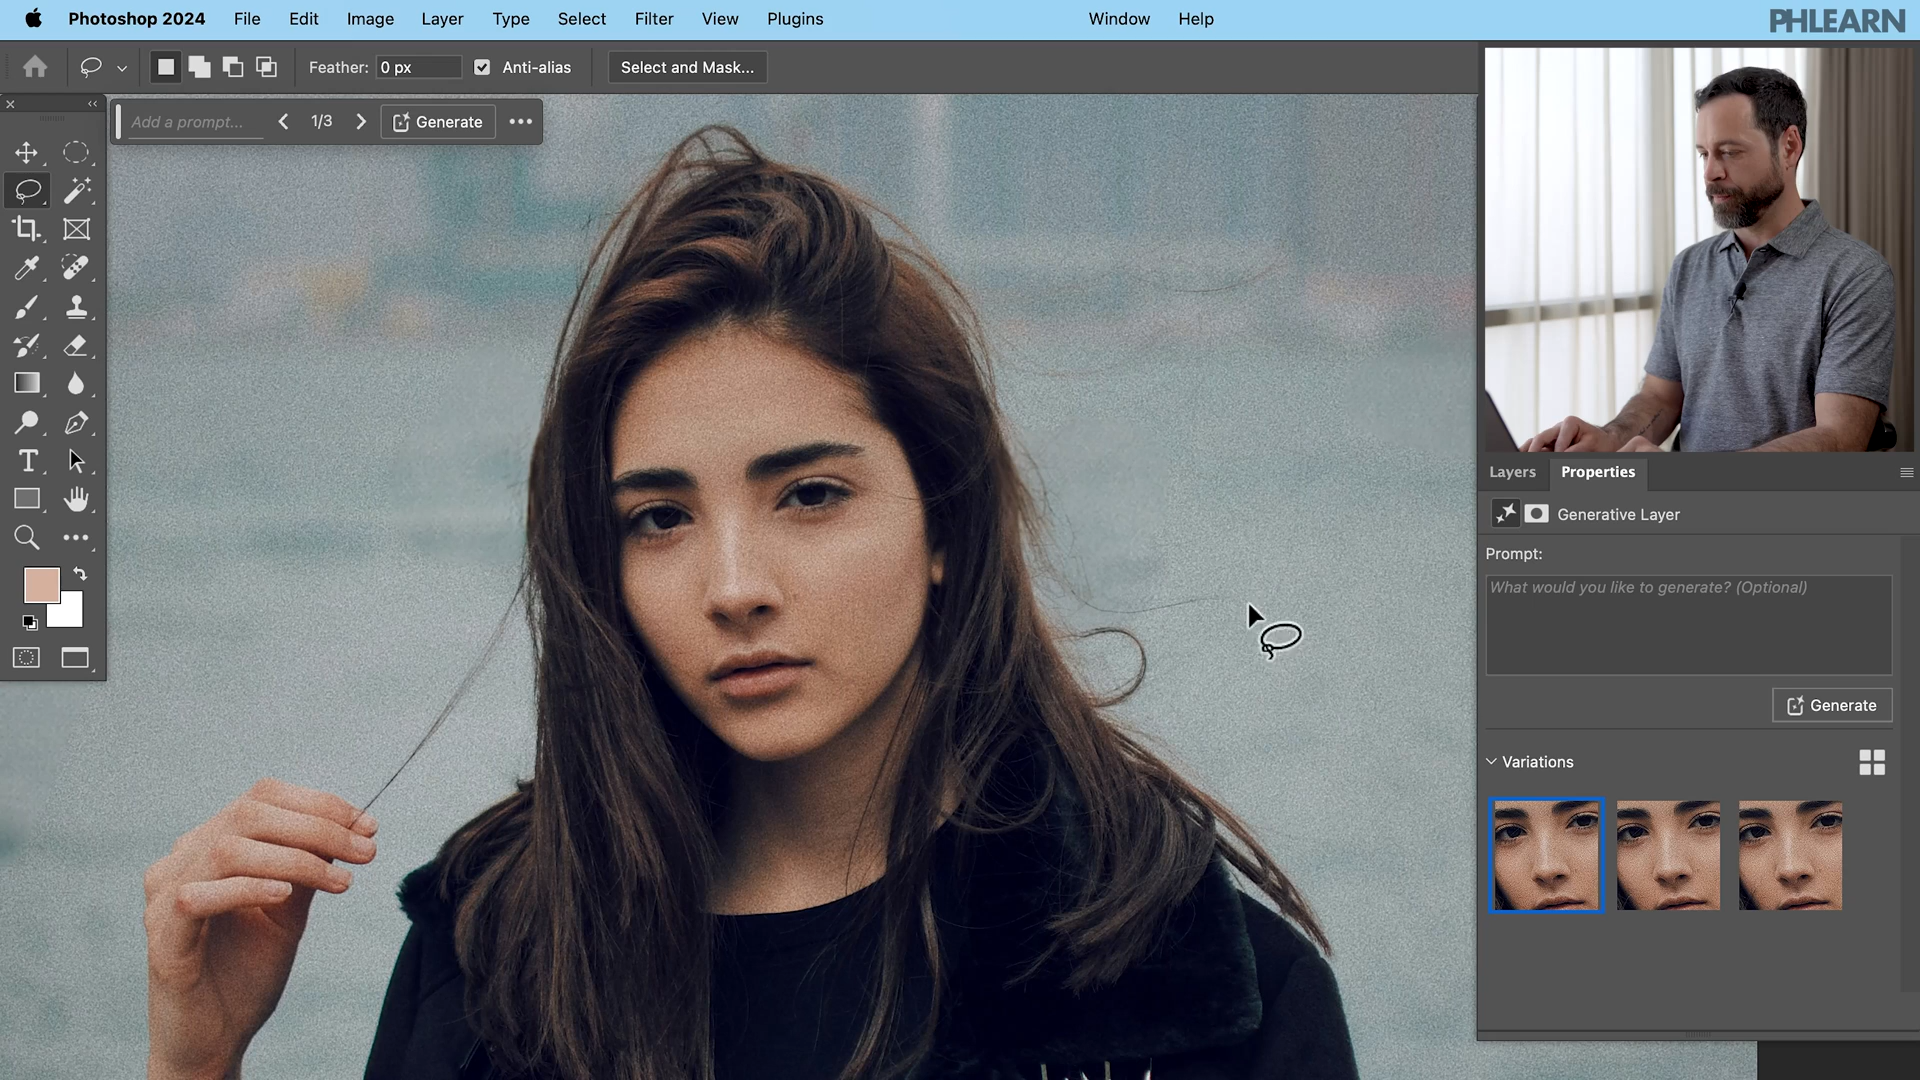 Photoshop 2024 File Edit Image Layer Type Select Filter View Plugins Window Help
PHLEARN
Feather: 0 px Anti-alias Select and Mask...
Add a prompt... 1/3 Generate
Layers Properties
Generative Layer
Prompt:
What would you like to generate? (Optional)
Generate
Variations